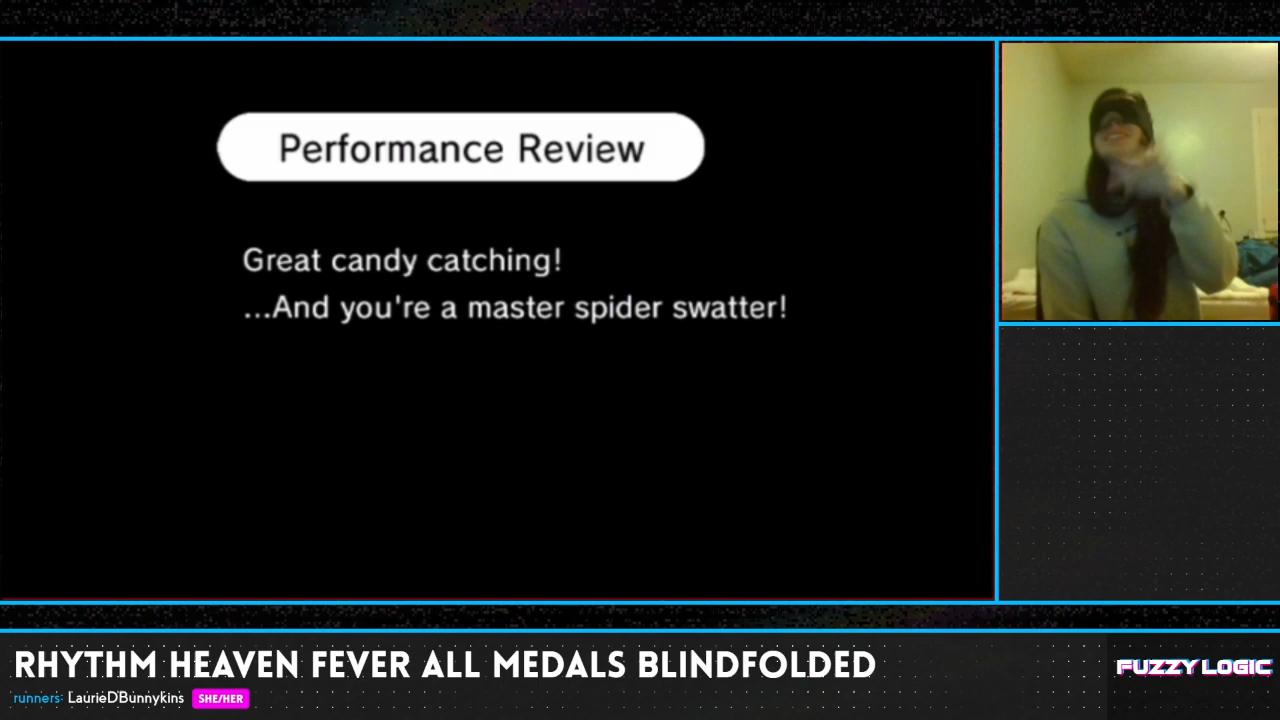 Performance Review
Great candy catching!
...And you're a master spider swatter!
RHYTHM HEAVEN FEVER ALL MEDALS BLINDFOLDED
runners: LaurieDBunnykins SHE/HER
FUZZY LOGIC